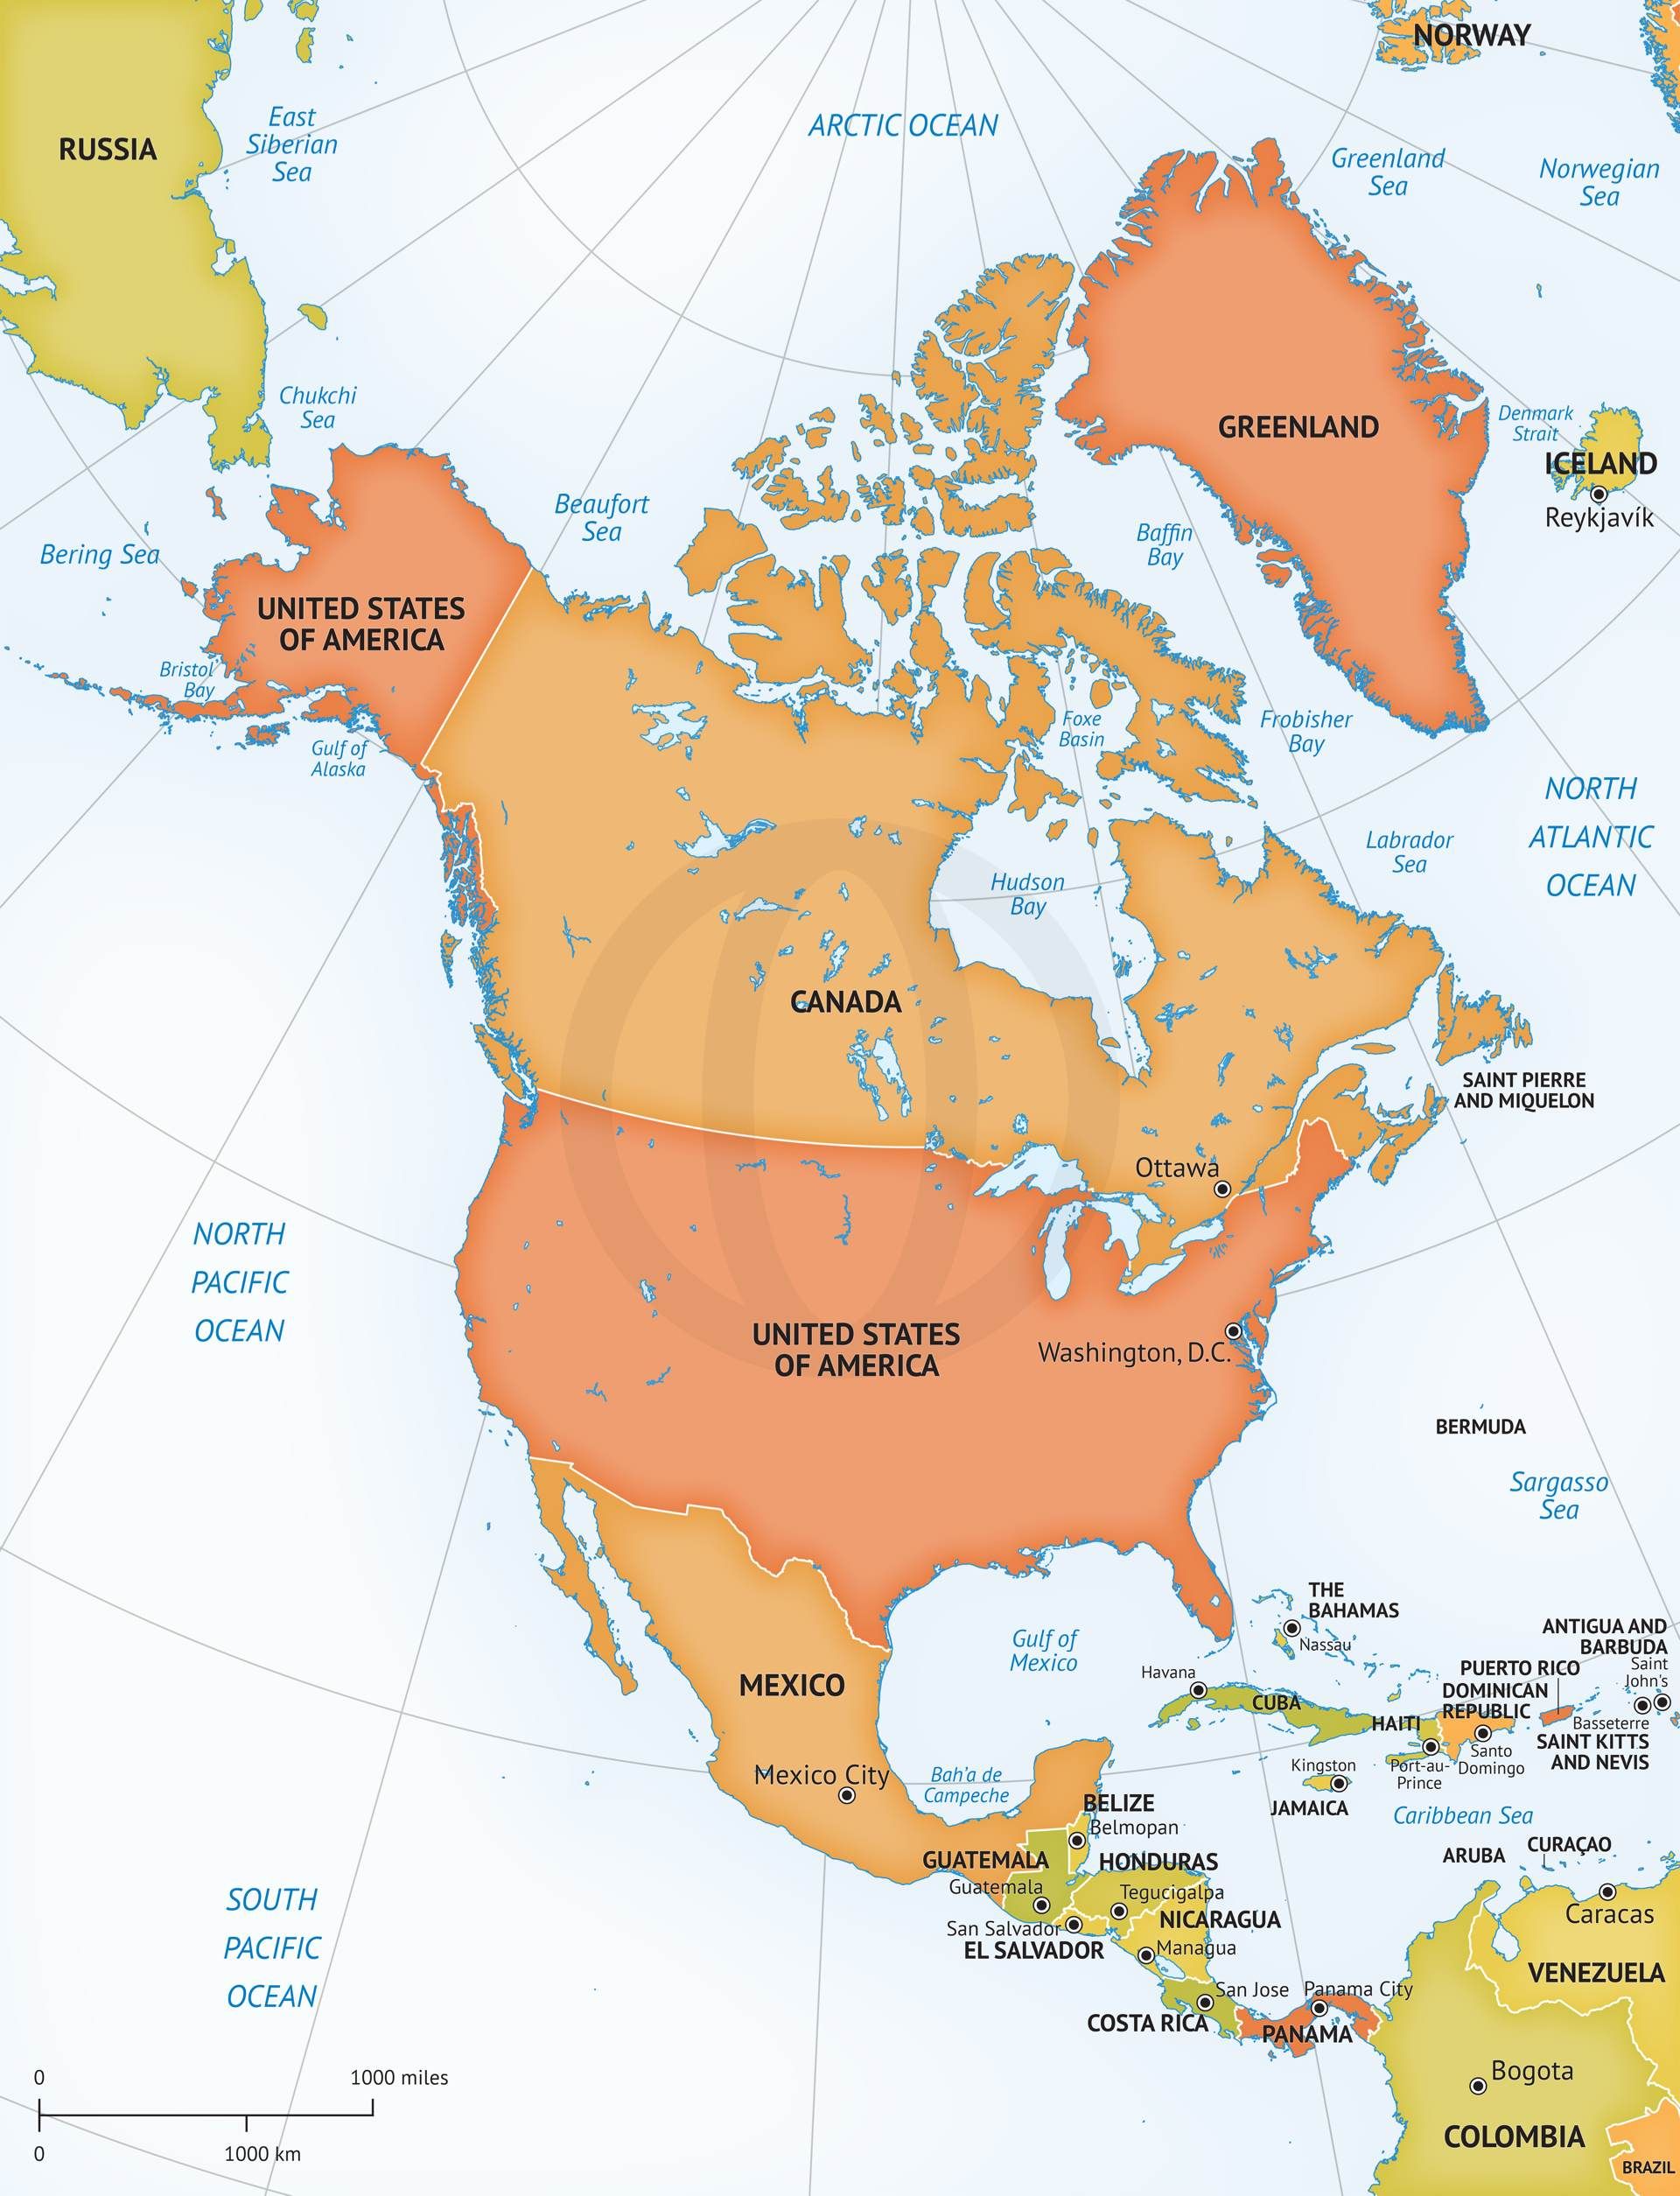 NORWAY
RUSSIA
East
Siberian
Sea
ARCTIC OCEAN
Greenland
Sea
Norwegian
Sea
Chukchi
Sea
GREENLAND
Denmark
Strait
ICELAND
Reykjavík
Beaufort
Sea
Baffin
Bay
Bering Sea
UNITED STATES
OF AMERICA
Bristol
Bay
Gulf of
Alaska
Foxe
Basin
Frobisher
Bay
NORTH
ATLANTIC
OCEAN
Labrador
Sea
Hudson
Bay
CANADA
SAINT PIERRE
AND MIQUELON
Ottawa
NORTH
PACIFIC
OCEAN
UNITED STATES
OF AMERICA
Washington, D.C.
BERMUDA
Sargasso
Sea
THE
BAHAMAS
Nassau
Gulf of
Mexico
ANTIGUA AND
BARBUDA
Saint
John's
PUERTO RICO
DOMINICAN
REPUBLIC
Havana
CUBA
HAITI
MEXICO
Basseterre
SAINT KITTS
AND NEVIS
Santo
Domingo
Port-au-
Prince
Kingston
JAMAICA
Mexico City
Bah'a de
Campeche
BELIZE
Belmopan
Caribbean Sea
ARUBA
CURAÇAO
GUATEMALA
Guatemala
HONDURAS
Tegucigalpa
San Salvador
EL SALVADOR
NICARAGUA
Managua
Caracas
VENEZUELA
SOUTH
PACIFIC
OCEAN
San Jose
COSTA RICA
Panama City
PANAMA
Bogota
COLOMBIA
BRAZIL
0 1000 miles
0 1000 km